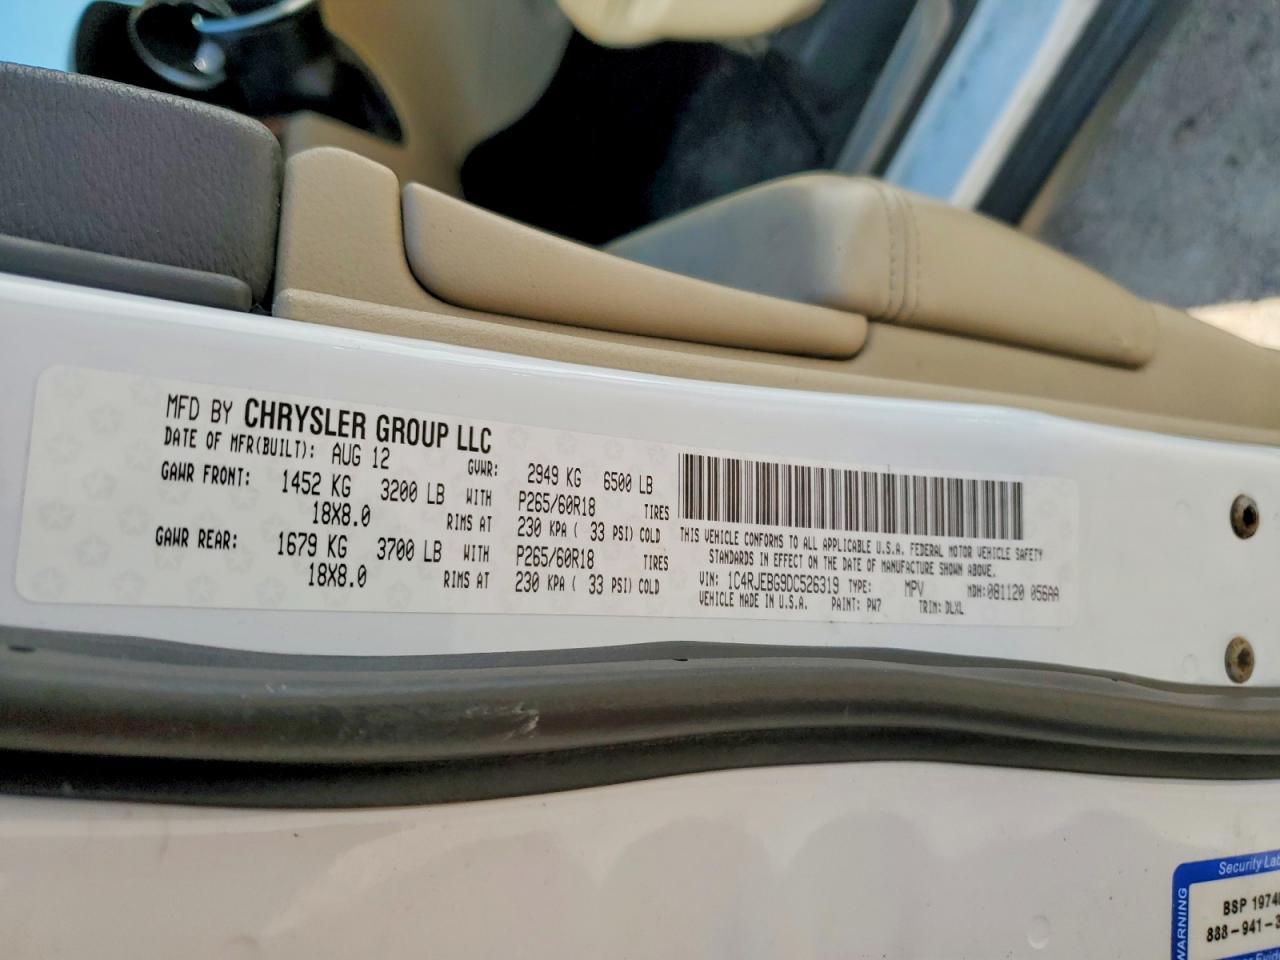 MFD BY CHRYSLER GROUP LLC
DATE OF MFR(BUILT): AUG 12 GVWR: 2949 KG 6500 LB
GAWR FRONT: 1452 KG 3200 LB WITH P265/60R18 TIRES
18X8.0 RIMS AT 230 KPA ( 33 PSI) COLD
GAWR REAR: 1679 KG 3700 LB WITH P265/60R18 TIRES
18X8.0 RIMS AT 230 KPA ( 33 PSI) COLD
THIS VEHICLE CONFORMS TO ALL APPLICABLE U.S.A. FEDERAL MOTOR VEHICLE SAFETY
STANDARDS IN EFFECT ON THE DATE OF MANUFACTURE SHOWN ABOVE.
VIN: 1C4RJEBG9DC526319 TYPE: MPV MDH: 081120 056AA
VEHICLE MADE IN U.S.A. PAINT: PW7 TRIM: DLXL
Security
WARNING
BSP 1974
888-941-3